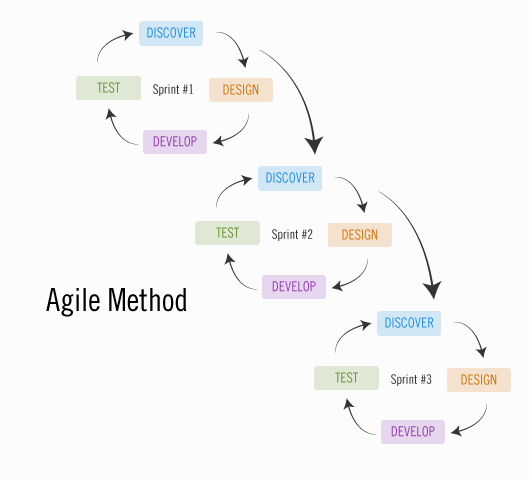 DISCOVER
TEST
Sprint #1
DESIGN
DEVELOP
DISCOVER
TEST
Sprint #2
DESIGN
DEVELOP
Agile Method
DISCOVER
TEST
Sprint #3
DESIGN
DEVELOP